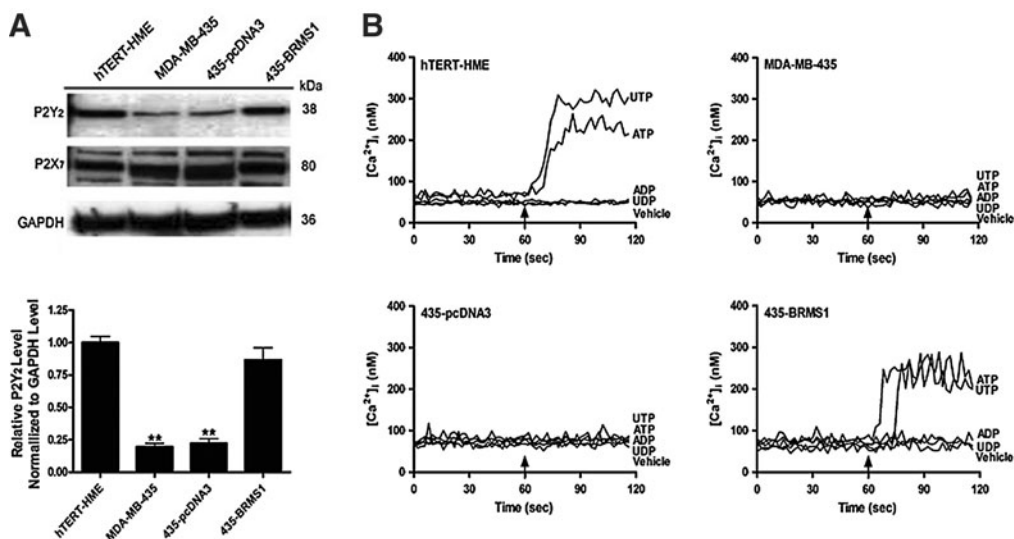 A
hTERT-HME
MDA-MB-435
435-pcDNA3
435-BRMS1
kDa
P2Y2
38
P2X7
80
GAPDH
36
Relative P2Y2 Level
Normallized to GAPDH Level
1.25
1.00
0.75
0.50
0.25
0.00
**
**
hTERT-HME
MDA-MB-435
435-pcDNA3
435-BRMS1
B
hTERT-HME
[Ca2+]i (nM)
400
300
200
100
0
UTP
ATP
ADP
UDP
Vehicle
0 30 60 90 120
Time (sec)
MDA-MB-435
[Ca2+]i (nM)
400
300
200
100
0
UTP
ATP
ADP
UDP
Vehicle
0 30 60 90 120
Time (sec)
435-pcDNA3
[Ca2+]i (nM)
400
300
200
100
0
UTP
ATP
ADP
UDP
Vehicle
0 30 60 90 120
Time (sec)
435-BRMS1
[Ca2+]i (nM)
400
300
200
100
0
ATP
UTP
ADP
UDP
Vehicle
0 30 60 90 120
Time (sec)